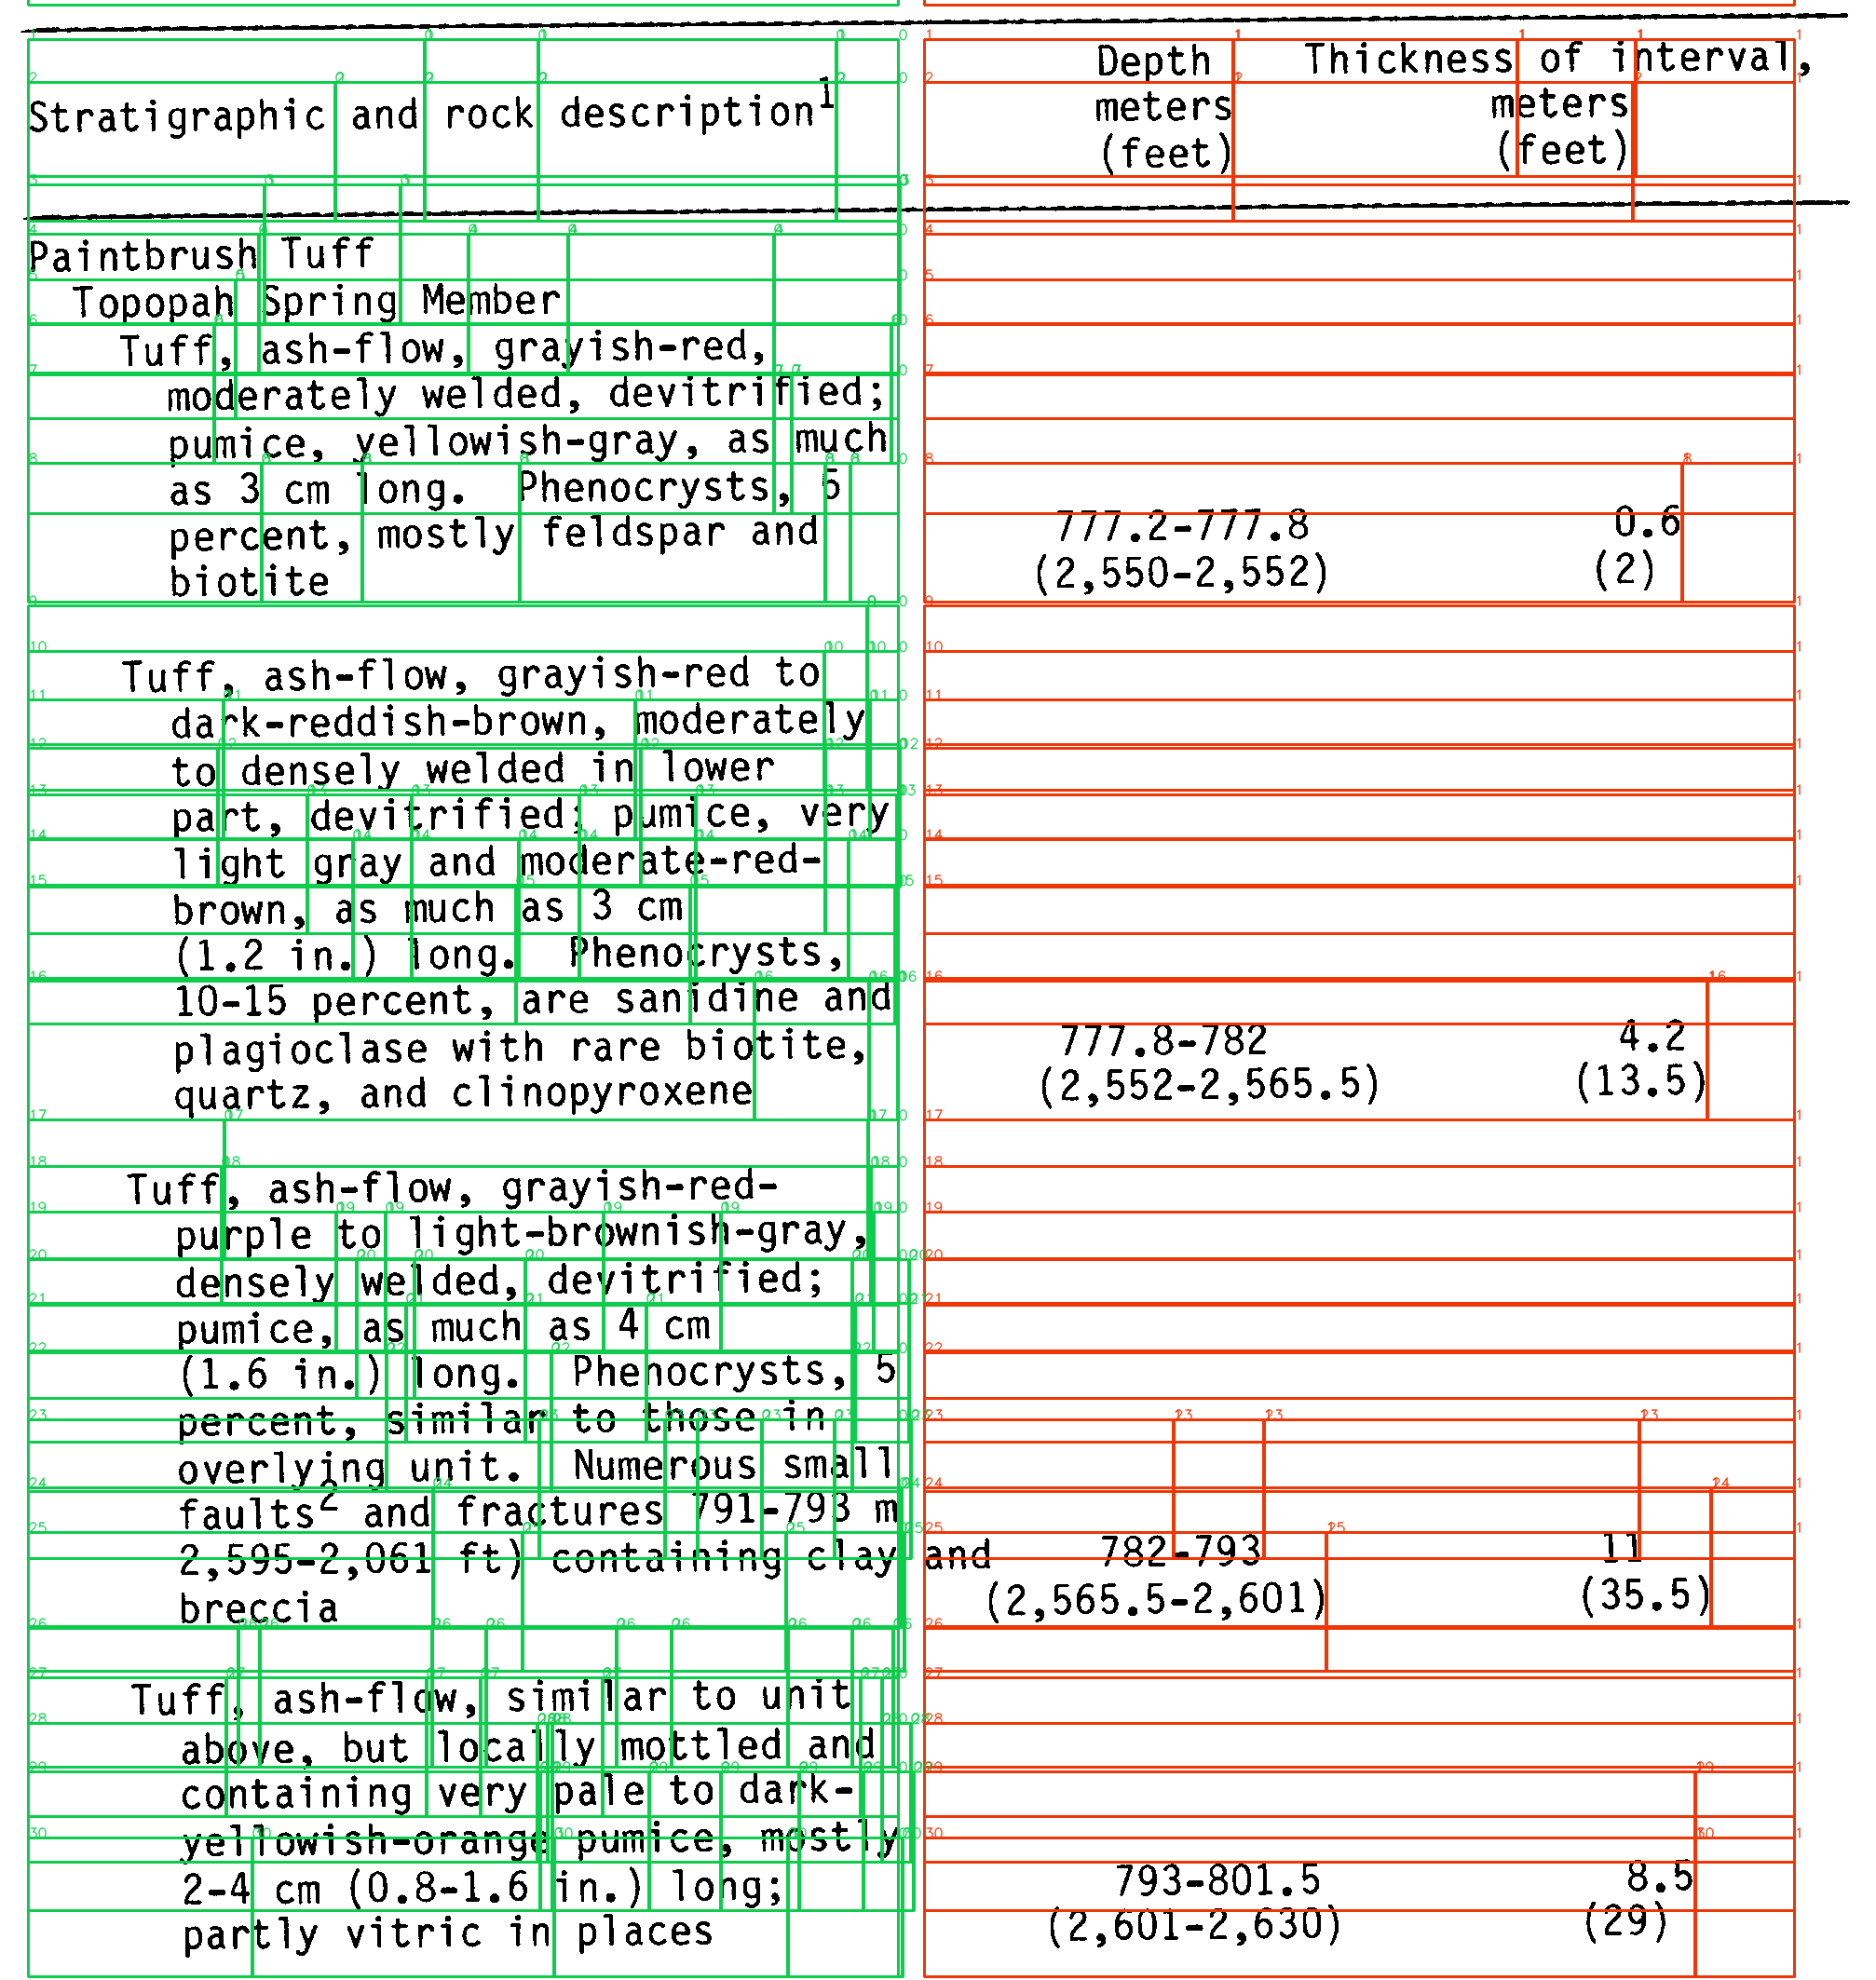 Depth Thickness of interval,
Stratigraphic and rock description1 meters meters
(feet) (feet)
Paintbrush Tuff
Topopah Spring Member
Tuff, ash-flow, grayish-red,
moderately welded, devitrified;
pumice, yellowish-gray, as much
as 3 cm long. Phenocrysts, 5
percent, mostly feldspar and 777.2-777.8 0.6
biotite (2,550-2,552) (2)
Tuff, ash-flow, grayish-red to
dark-reddish-brown, moderately
to densely welded in lower
part, devitrified; pumice, very
light gray and moderate-red-
brown, as much as 3 cm
(1.2 in.) long. Phenocrysts,
10-15 percent, are sanidine and
plagioclase with rare biotite, 777.8-782 4.2
quartz, and clinopyroxene (2,552-2,565.5) (13.5)
Tuff, ash-flow, grayish-red-
purple to light-brownish-gray,
densely welded, devitrified;
pumice, as much as 4 cm
(1.6 in.) long. Phenocrysts, 5
percent, similar to those in
overlying unit. Numerous small
faults2 and fractures 791-793 m
2,595-2,061 ft) containing clay and 782-793 11
breccia (2,565.5-2,601) (35.5)
Tuff, ash-flow, similar to unit
above, but locally mottled and
containing very pale to dark-
yellowish-orange pumice, mostly
2-4 cm (0.8-1.6 in.) long; 793-801.5 8.5
partly vitric in places (2,601-2,630) (29)